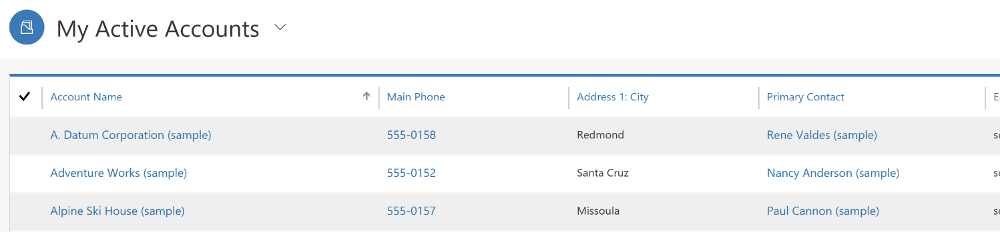 My Active Accounts
Account Name Main Phone Address 1: City Primary Contact
A. Datum Corporation (sample) 555-0158 Redmond Rene Valdes (sample)
Adventure Works (sample) 555-0152 Santa Cruz Nancy Anderson (sample)
Alpine Ski House (sample) 555-0157 Missoula Paul Cannon (sample)